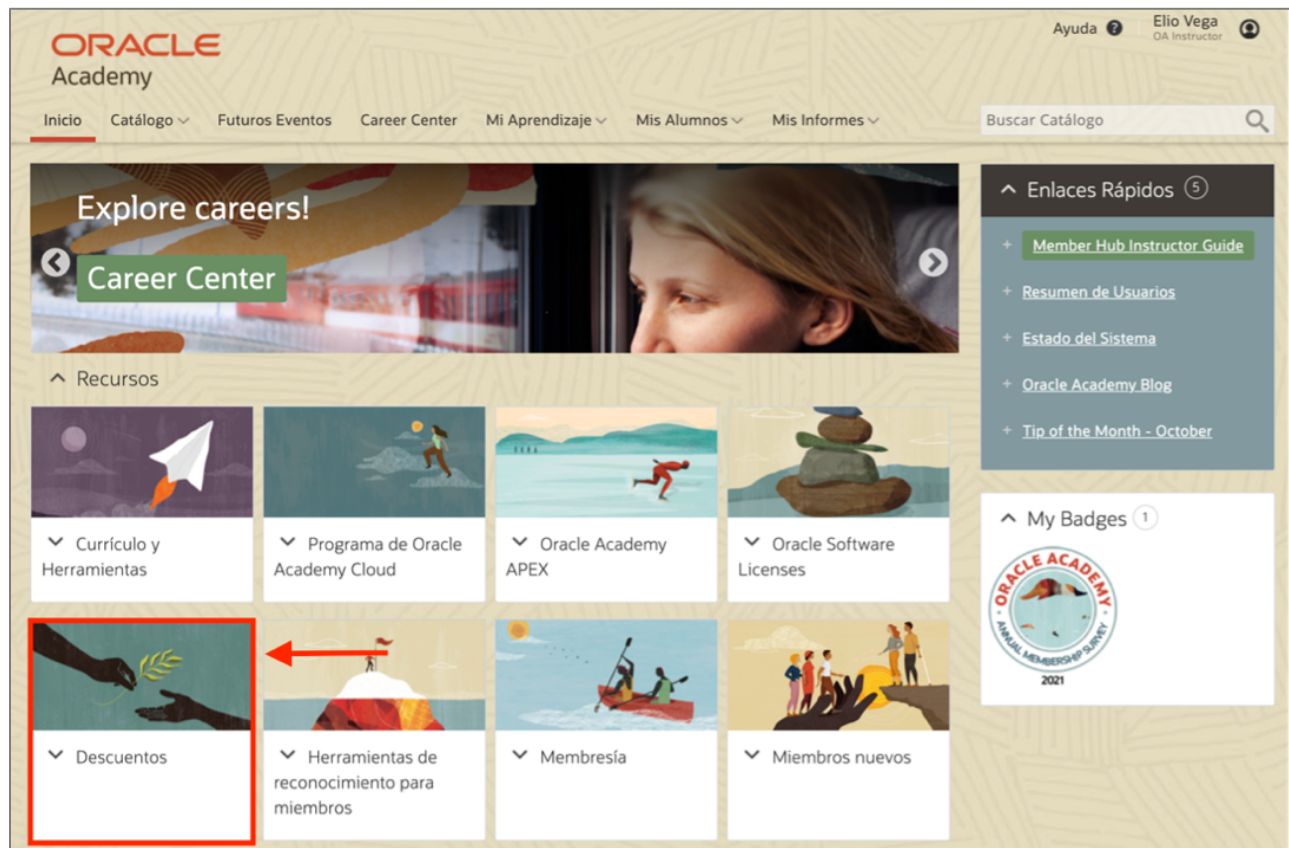 ORACLE
Academy
Ayuda ?
Elio Vega
OA Instructor
Inicio Catálogo Futuros Eventos Career Center Mi Aprendizaje Mis Alumnos Mis Informes
Buscar Catálogo
Explore careers!
Career Center
Enlaces Rápidos 5
+ Member Hub Instructor Guide
+ Resumen de Usuarios
+ Estado del Sistema
+ Oracle Academy Blog
+ Tip of the Month - October
Recursos
Currículo y
Herramientas
Programa de Oracle
Academy Cloud
Oracle Academy
APEX
Oracle Software
Licenses
My Badges 1
ORACLE ACADEMY
ANNUAL MEMBERSHIP SURVEY
2021
Descuentos
Herramientas de
reconocimiento para
miembros
Membresía
Miembros nuevos